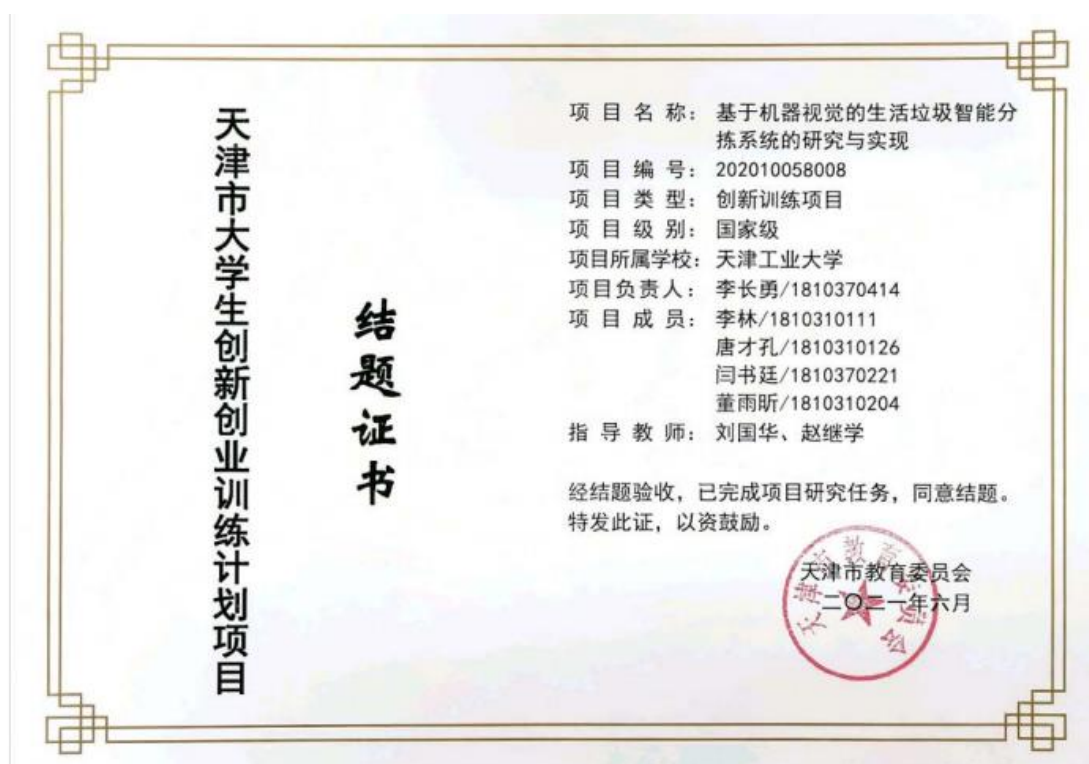 天津市大学生创新创业训练计划项目
结题证书
项目名称：基于机器视觉的生活垃圾智能分
拣系统的研究与实现
项目编号：202010058008
项目类型：创新训练项目
项目级别：国家级
项目所属学校：天津工业大学
项目负责人：李长勇/1810370414
项目成员：李林/1810310111
唐才孔/1810310126
闫书廷/1810370221
董雨昕/1810310204
指导教师：刘国华、赵继学
经结题验收，已完成项目研究任务，同意结题。
特发此证，以资鼓励。
天津市教育委员会
二〇二一年六月
天津市教育委员会